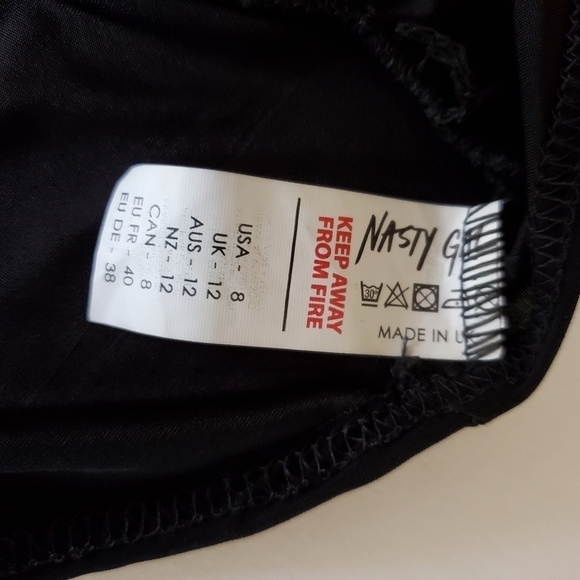 NASTY
30°
MADE IN
KEEP AWAY
FROM FIRE
USA - 8
UK - 12
AUS - 12
NZ - 12
CAN - 8
EU FR - 40
EU DE - 38